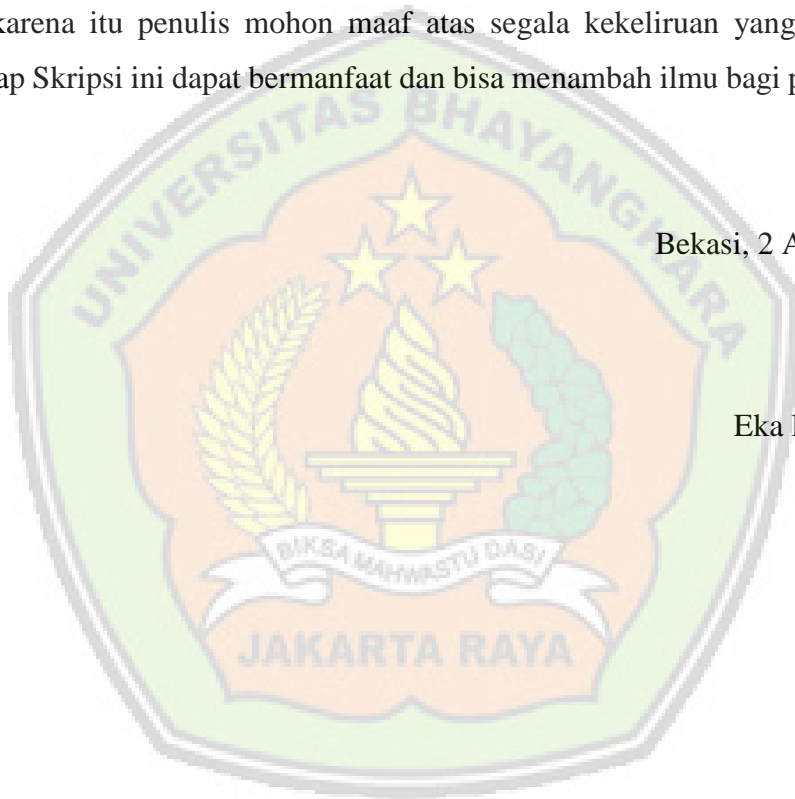 karena itu penulis mohon maaf atas segala kekeliruan yang
ap Skripsi ini dapat bermanfaat dan bisa menambah ilmu bagi p
UNIVERSITAS BHAYANGKARA
Bekasi, 2 A
Eka
BIKSA MAHWASTU DASI
JAKARTA RAYA